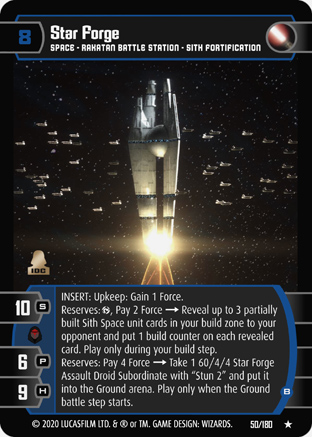 8
Star Forge
SPACE - RAKATAN BATTLE STATION - SITH FORTIFICATION
IDC
10 S
6 P
9 H
INSERT: Upkeep: Gain 1 Force.
Reserves: , Pay 2 Force → Reveal up to 3 partially
built Sith Space unit cards in your build zone to your
opponent and put 1 build counter on each revealed
card. Play only during your build step.
Reserves: Pay 4 Force → Take 1 60/4/4 Star Forge
Assault Droid Subordinate with “Stun 2” and put it
into the Ground arena. Play only when the Ground
battle step starts.
B
© 2020 LUCASFILM LTD. & ® or TM. GAME DESIGN: WIZARDS.
50/180